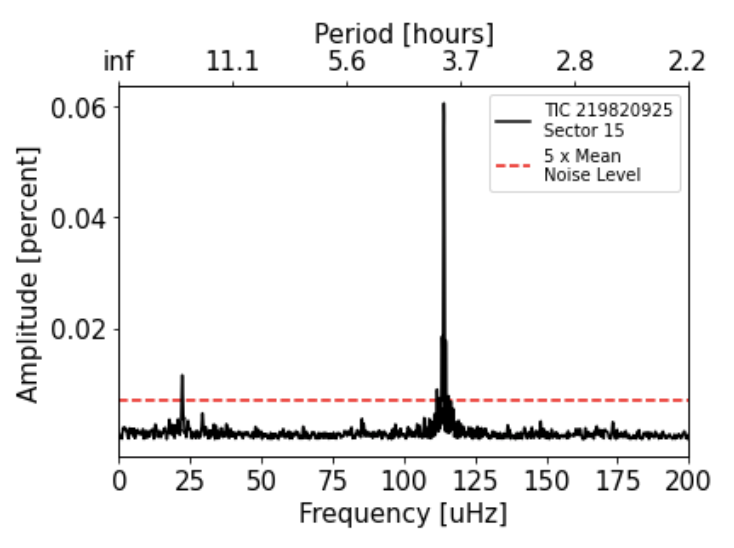 Period [hours]
inf 11.1 5.6 3.7 2.8 2.2
TIC 219820925
Sector 15
5 x Mean
Noise Level
0.06
0.04
0.02
Amplitude [percent]
0 25 50 75 100 125 150 175 200
Frequency [uHz]